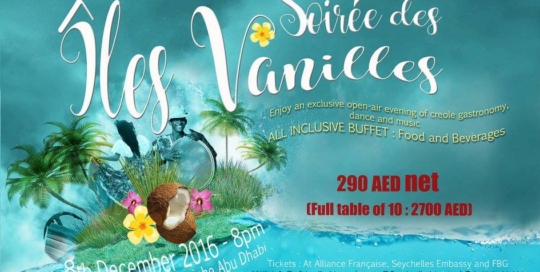 Soirée des
Îles Vanilles
Enjoy an exclusive open-air evening of creole gastronomy,
dance and music
ALL INCLUSIVE BUFFET : Food and Beverages
290 AED net
(Full table of 10 : 2700 AED)
8th December 2016 - 8pm
Abu Dhabi
Tickets : At Alliance Française, Seychelles Embassy and FBG